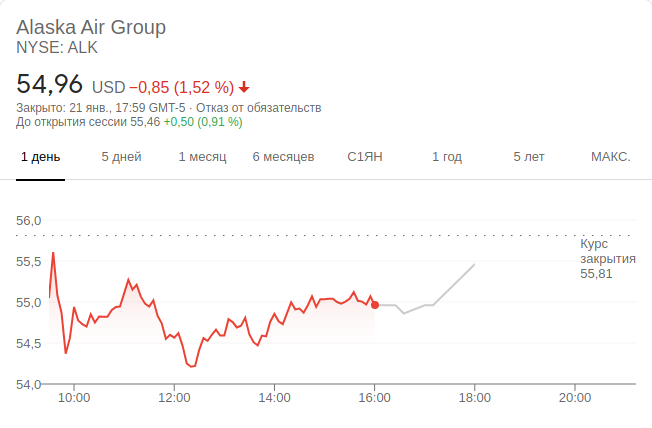 Alaska Air Group
NYSE: ALK
54,96 USD −0,85 (1,52 %)
Закрыто: 21 янв., 17:59 GMT-5 · Отказ от обязательств
До открытия сессии 55,46 +0,50 (0,91 %)
1 день 5 дней 1 месяц 6 месяцев С1ЯН 1 год 5 лет МАКС.
56,0
Курс
закрытия
55,81
55,5
55,0
54,5
54,0
10:00 12:00 14:00 16:00 18:00 20:00